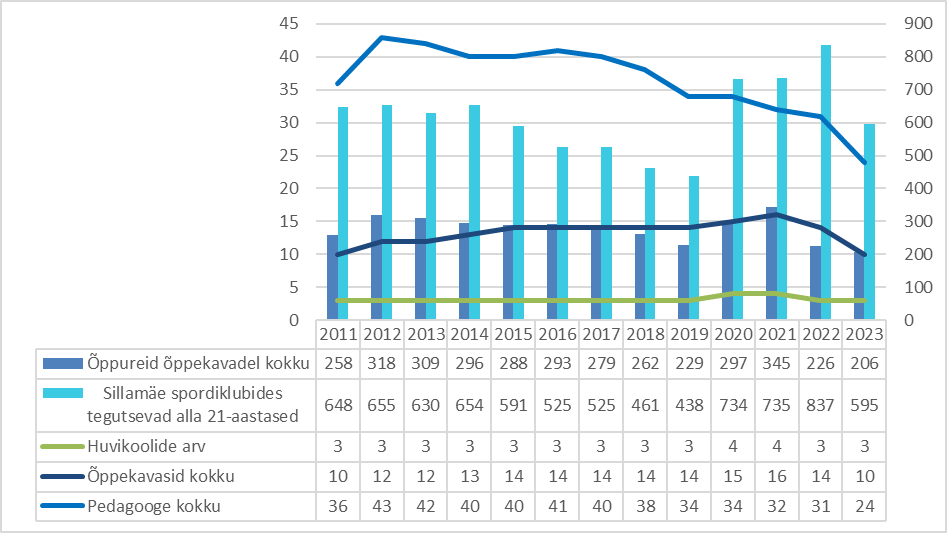 45 900
40 800
35 700
30 600
25 500
20 400
15 300
10 200
5 100
0 0
2011 2012 2013 2014 2015 2016 2017 2018 2019 2020 2021 2022 2023
Õppureid õppekavadel kokku 258 318 309 296 288 293 279 262 229 297 345 226 206
Sillamäe spordiklubides
tegutsevad alla 21-aastased 648 655 630 654 591 525 525 461 438 734 735 837 595
Huvikoolide arv 3 3 3 3 3 3 3 3 3 4 4 3 3
Õppekavasid kokku 10 12 12 13 14 14 14 14 14 15 16 14 10
Pedagooge kokku 36 43 42 40 40 41 40 38 34 34 32 31 24